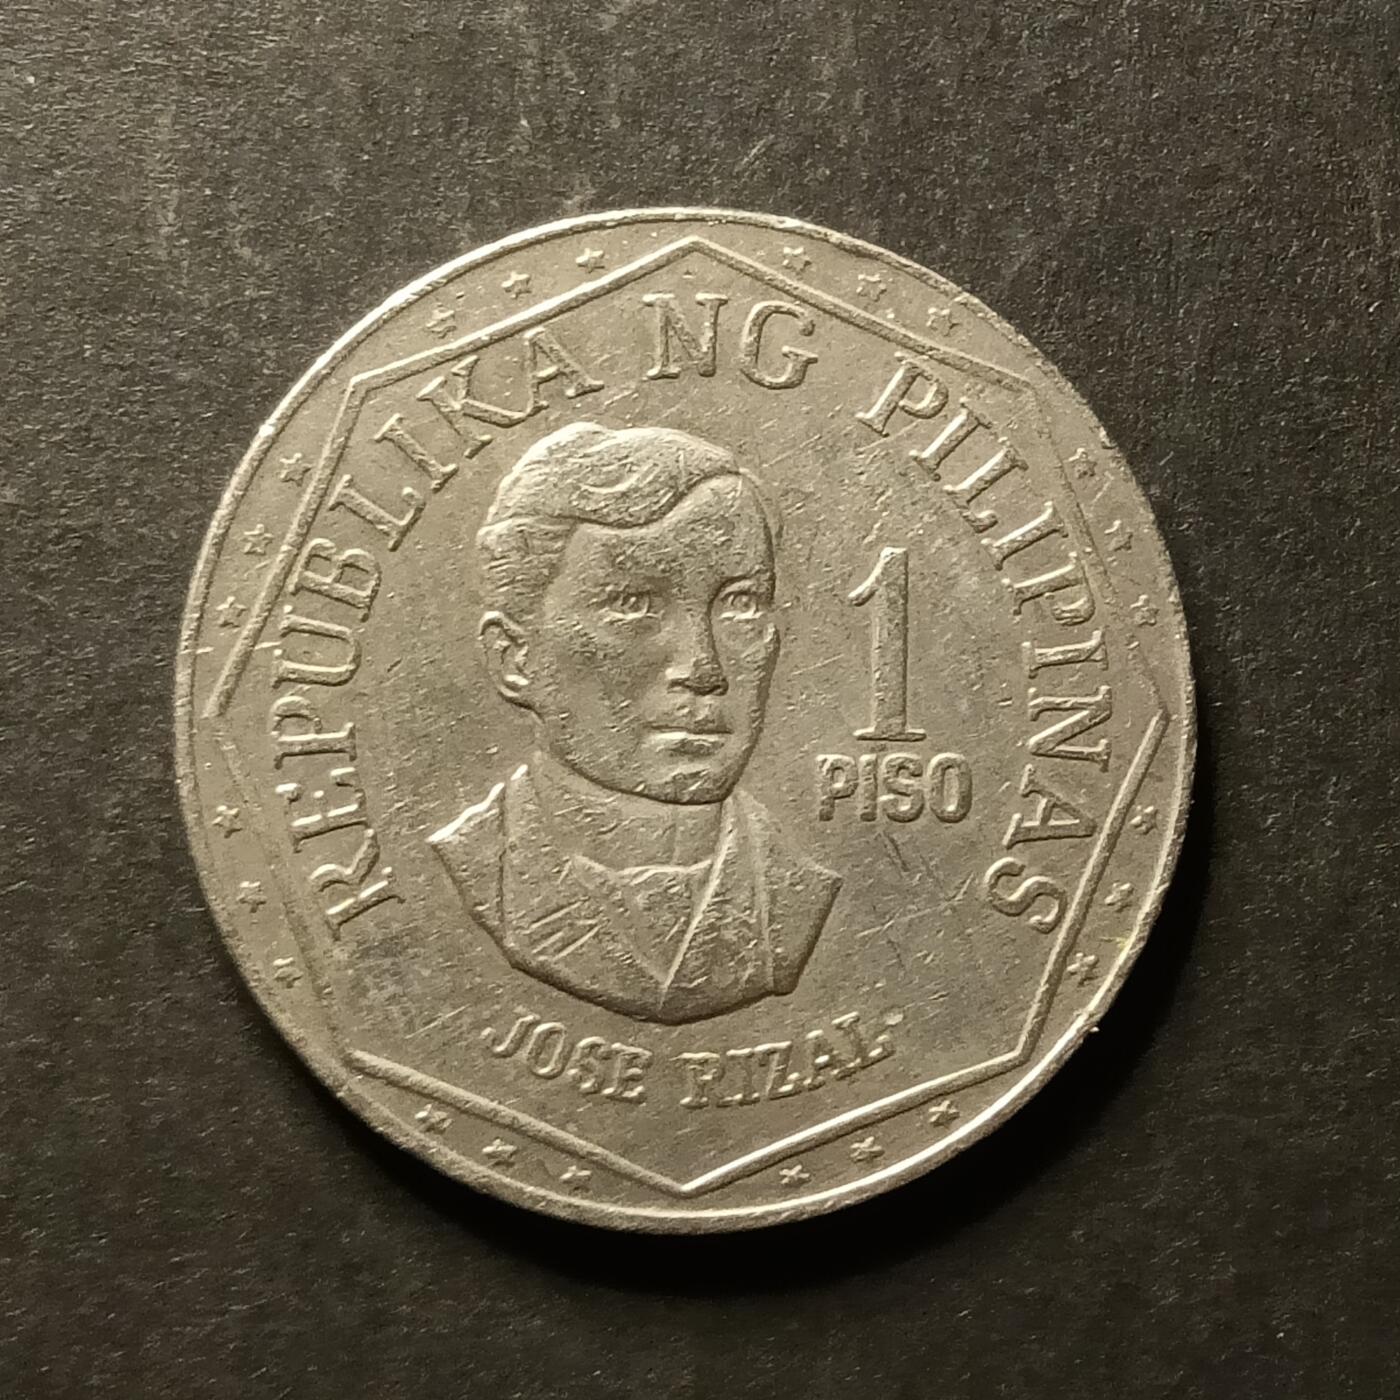 REPUBLIKA NG PILIPINAS
1
PISO
JOSE RIZAL